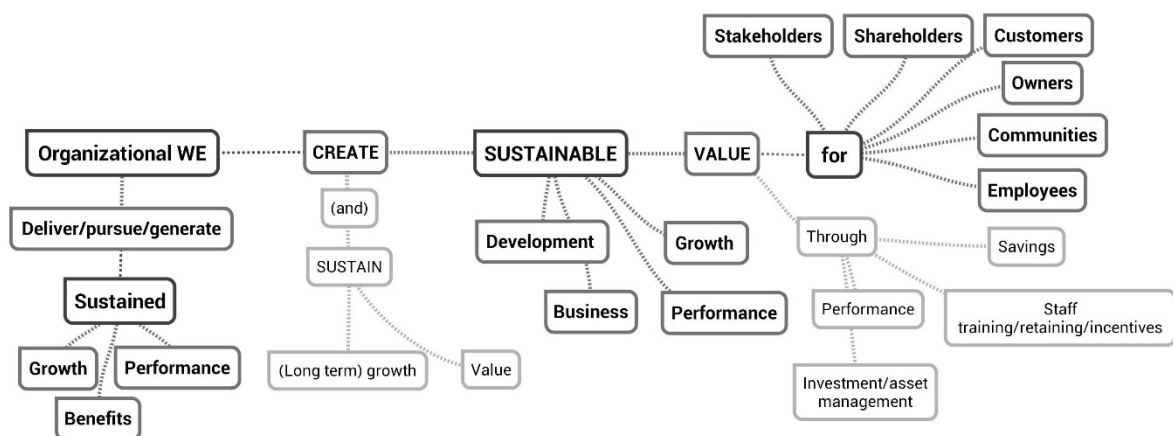 Stakeholders
Shareholders
Customers
Owners
Organizational WE
CREATE
SUSTAINABLE
VALUE
for
Communities
Employees
Deliver/pursue/generate
(and)
Development
Growth
Through
Savings
SUSTAIN
Sustained
Business
Performance
Performance
Staff
training/retaining/incentives
Growth
Performance
(Long term) growth
Value
Investment/asset
management
Benefits